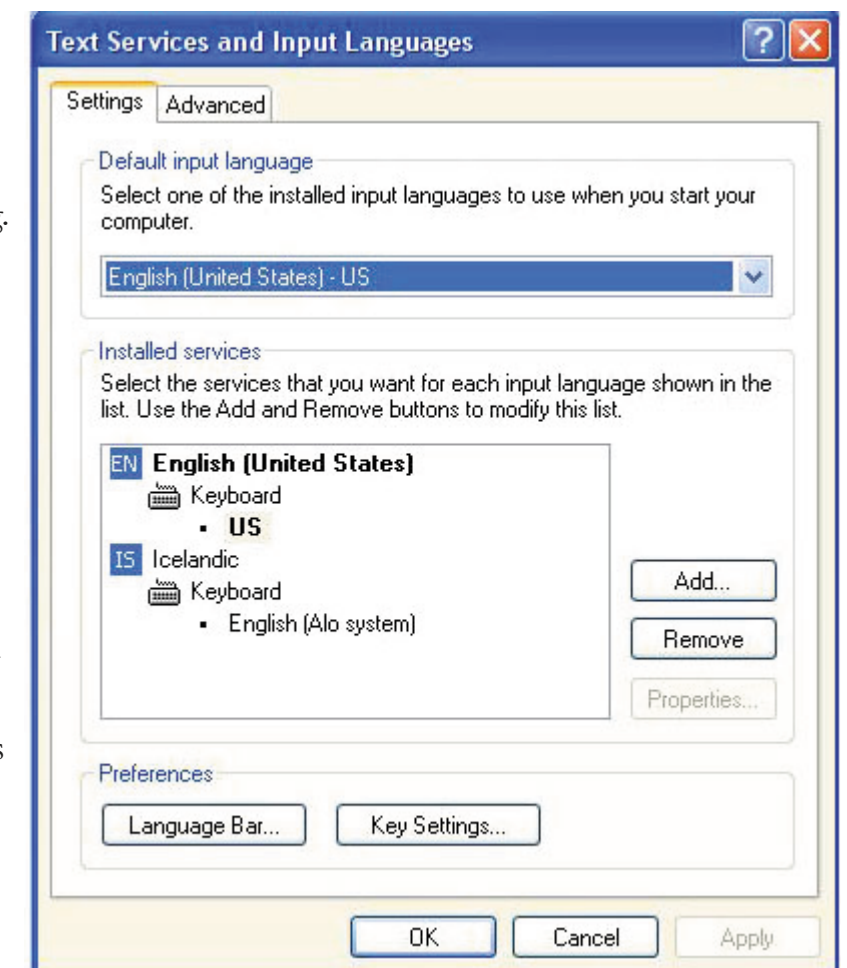 Text Services and Input Languages
Settings
Advanced
Default input language
Select one of the installed input languages to use when you start your
computer.
English (United States) - US
Installed services
Select the services that you want for each input language shown in the
list. Use the Add and Remove buttons to modify this list.
EN English (United States)
Keyboard
• US
IS Icelandic
Keyboard
• English (Alo system)
Add...
Remove
Properties...
Preferences
Language Bar...
Key Settings...
OK
Cancel
Apply